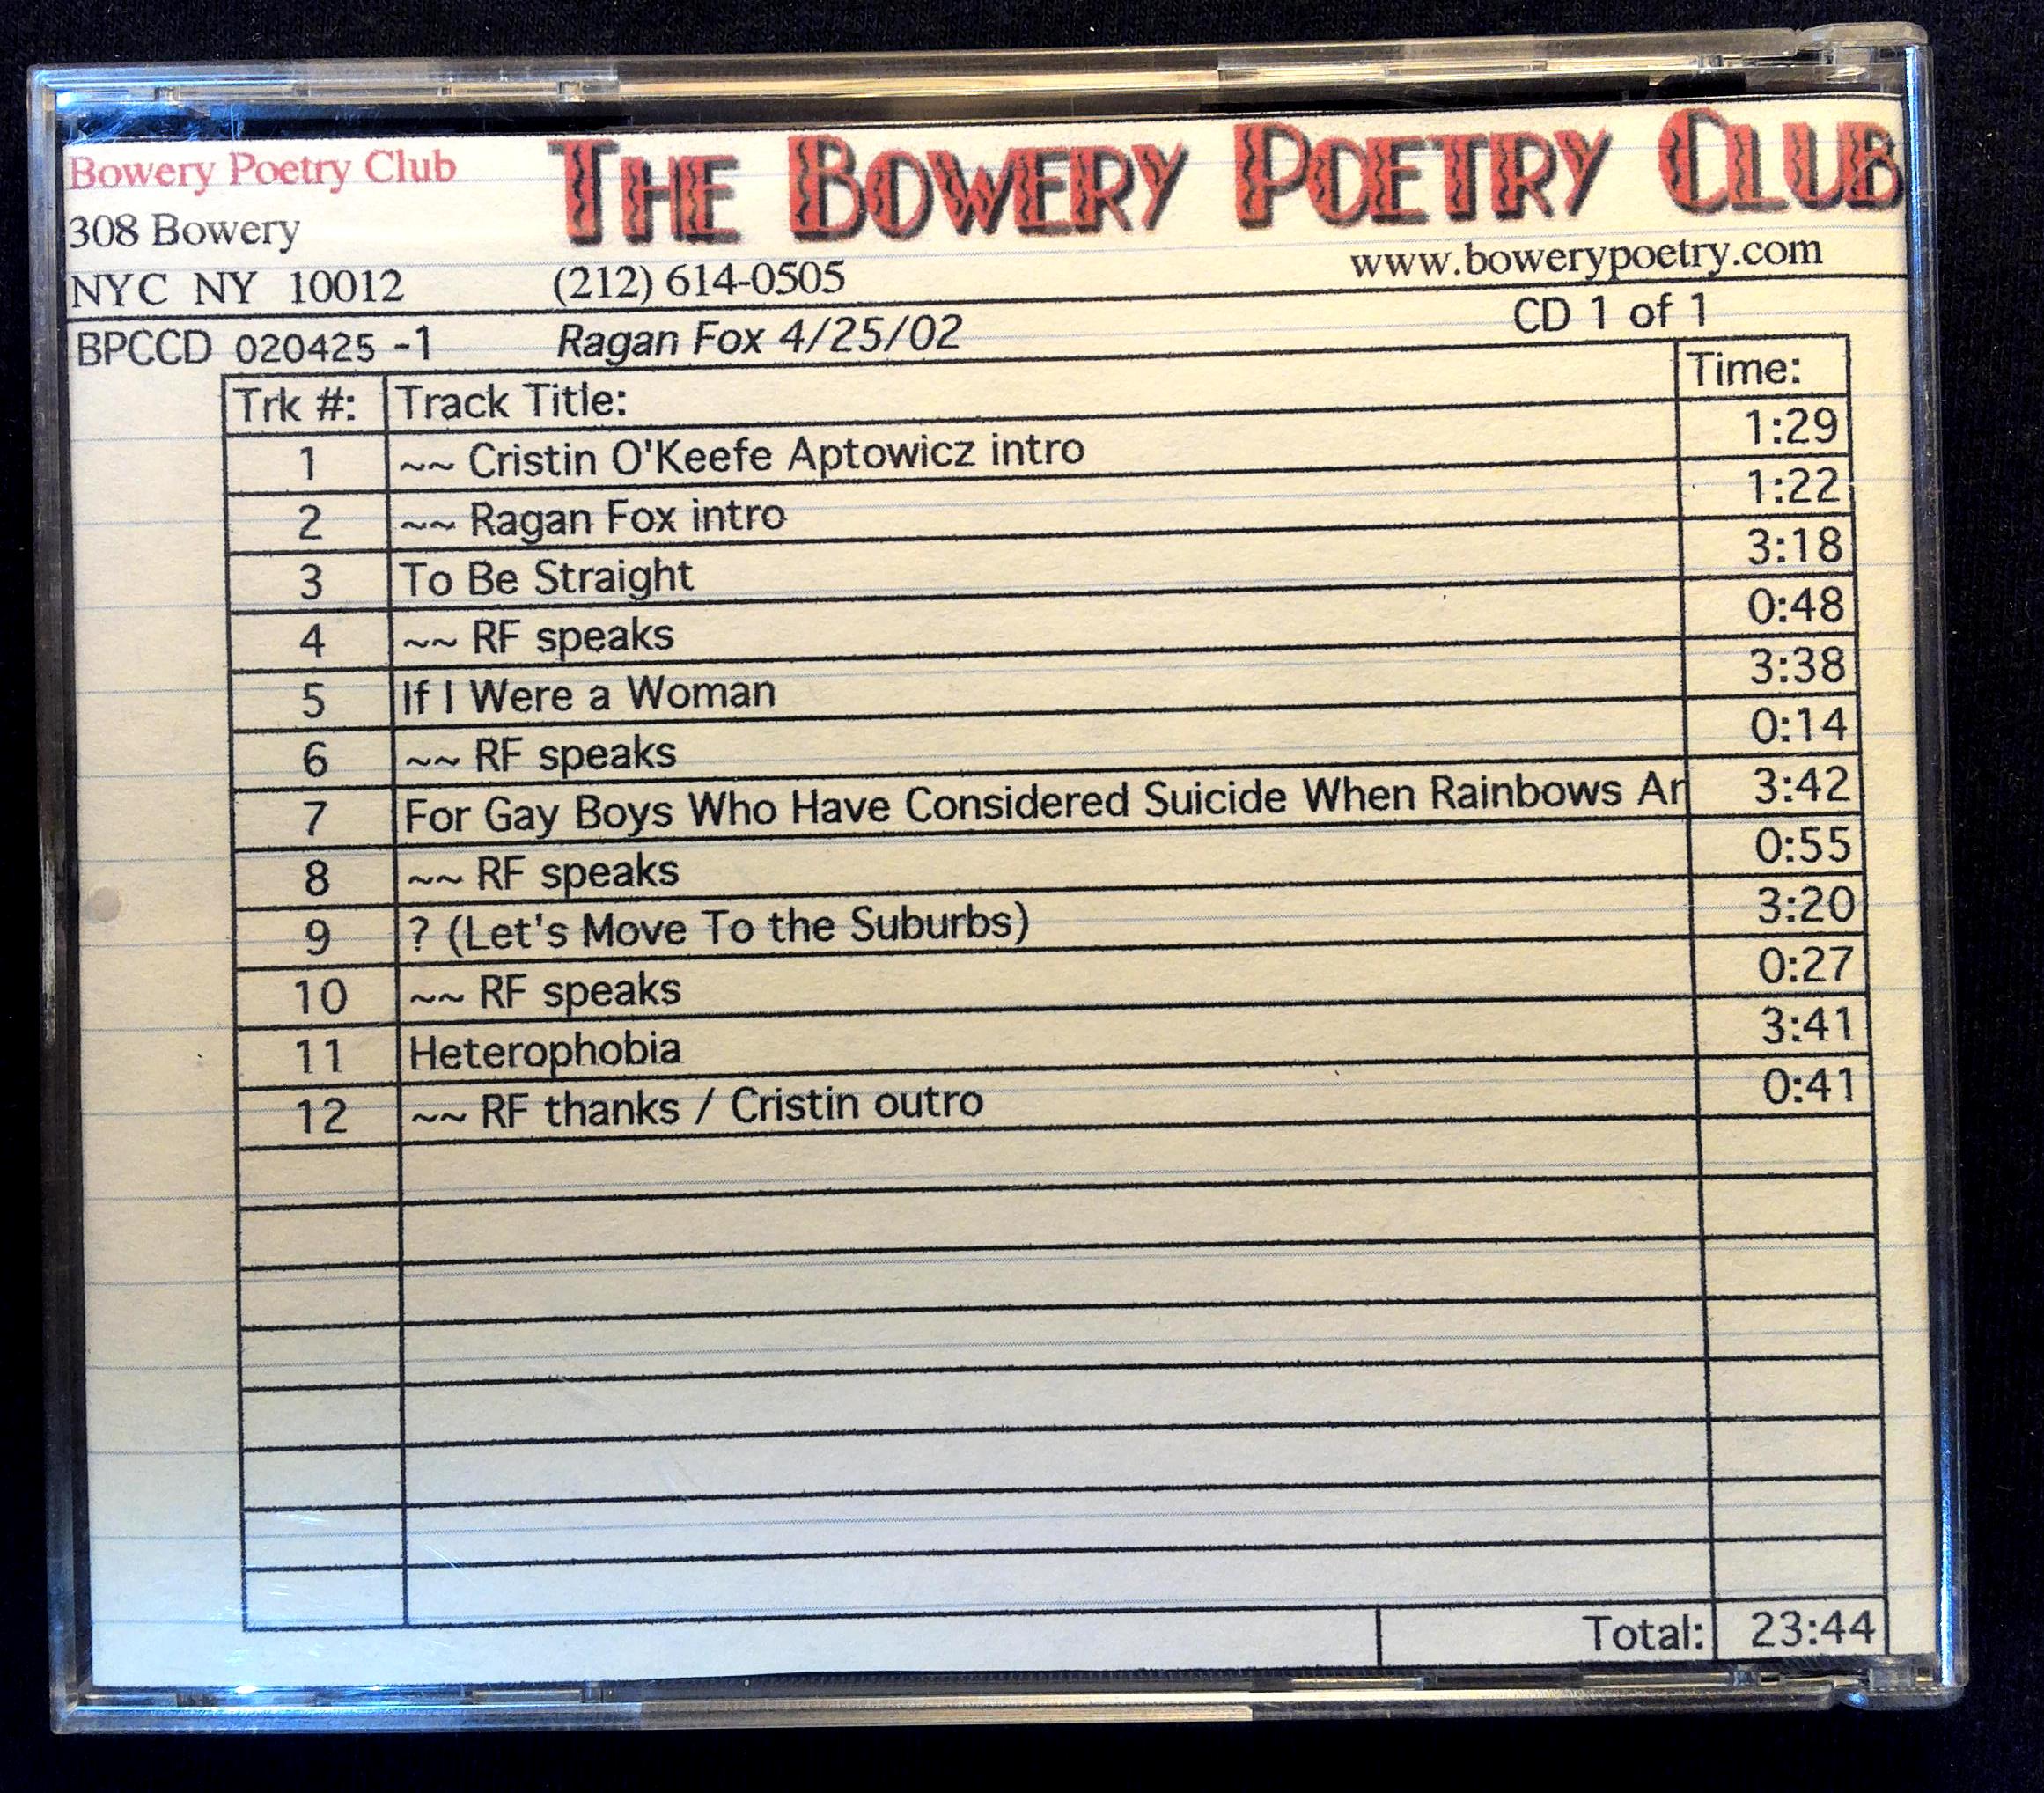 Bowery Poetry Club THE BOWERY POETRY CLUB
308 Bowery
NYC NY 10012 (212) 614-0505 www.bowerypoetry.com
BPCCD 020425 -1 Ragan Fox 4/25/02 CD 1 of 1
Trk #: Track Title: Time:
1 ~~ Cristin O'Keefe Aptowicz intro 1:29
2 ~~ Ragan Fox intro 1:22
3 To Be Straight 3:18
4 ~~ RF speaks 0:48
5 If I Were a Woman 3:38
6 ~~ RF speaks 0:14
7 For Gay Boys Who Have Considered Suicide When Rainbows Ar 3:42
8 ~~ RF speaks 0:55
9 ? (Let's Move To the Suburbs) 3:20
10 ~~ RF speaks 0:27
11 Heterophobia 3:41
12 ~~ RF thanks / Cristin outro 0:41
Total: 23:44